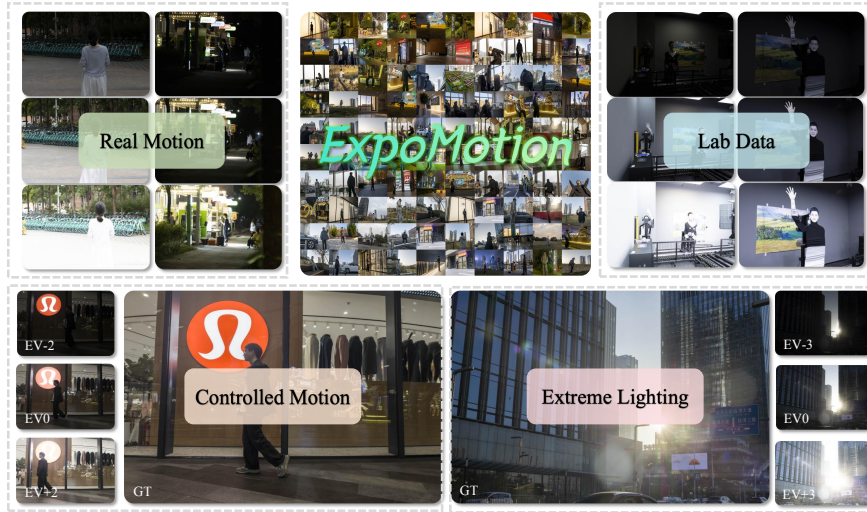 Real Motion
ExpoMotion
Lab Data
EV-2
EV0
EV+2
Controlled Motion
GT
Extreme Lighting
GT
EV-3
EV0
EV+3